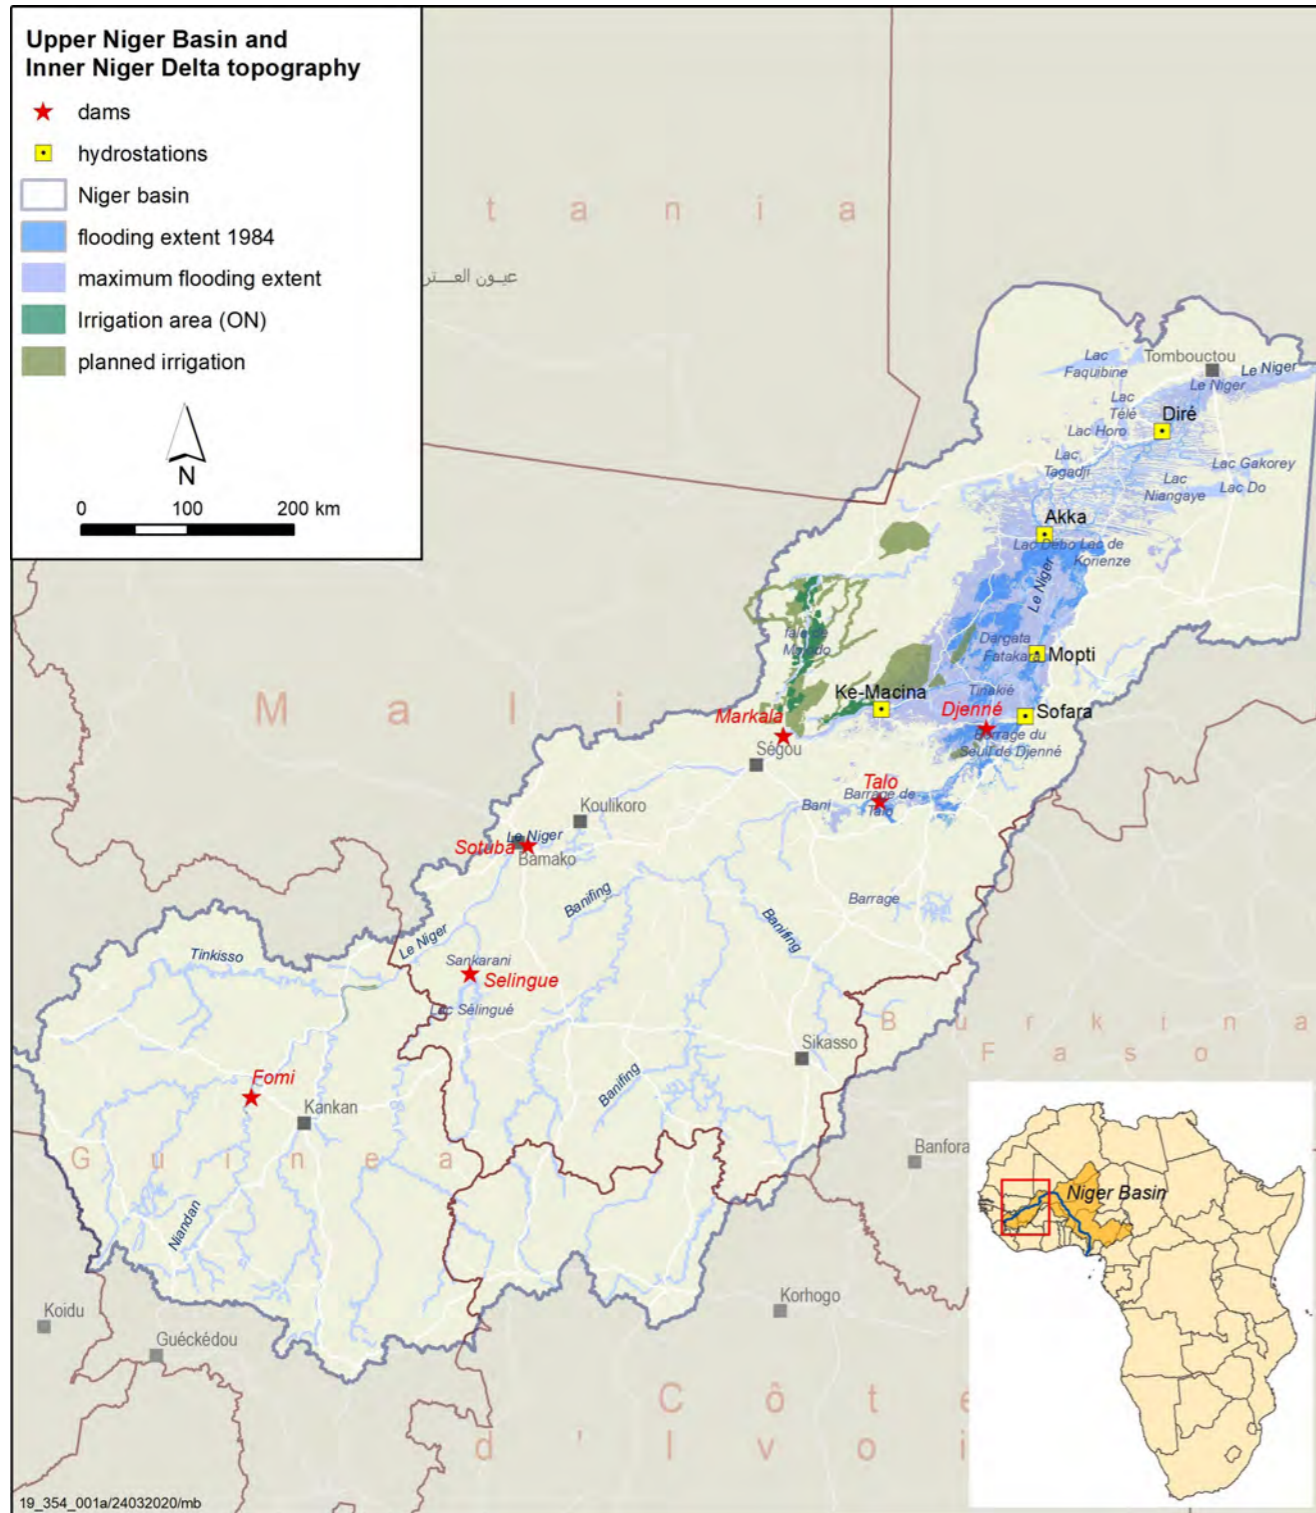 Upper Niger Basin and
Inner Niger Delta topography
dams
hydrostations
Niger basin
flooding extent 1984
maximum flooding extent
Irrigation area (ON)
planned irrigation
N
0 100 200 km
t a n i a
عيـون العـــتر
Lac
Faquibine
Tombouctou
Le Niger
Le Niger
Lac
Télé
Diré
Lac Horo
Lac
Tagadji
Lac Gakorey
Lac
Niangaye
Lac Do
Akka
Lac Débo
Lac de
Korienze
Le Niger
Dargata
Mopti
Ke-Macina
Tinakié
Djenné
Sofara
Barrage du
Seuil de Djenné
M a l i
Markala
Ségou
Talo
Barrage de
Talo
Bani
Koulikoro
Le Niger
Sotuba
Bamako
Banifing
Banifing
Barrage
Le Niger
Tinkisso
Sankarani
Selingue
Lac Sélingué
B u r k i n a
F a s o
Sikasso
Banifing
Fomi
Kankan
G u i n e a
Niandan
Banfora
Niger Basin
Koidu
Guéckédou
Korhogo
C ô t e
d ' I v o i
19_354_001a/24032020/mb